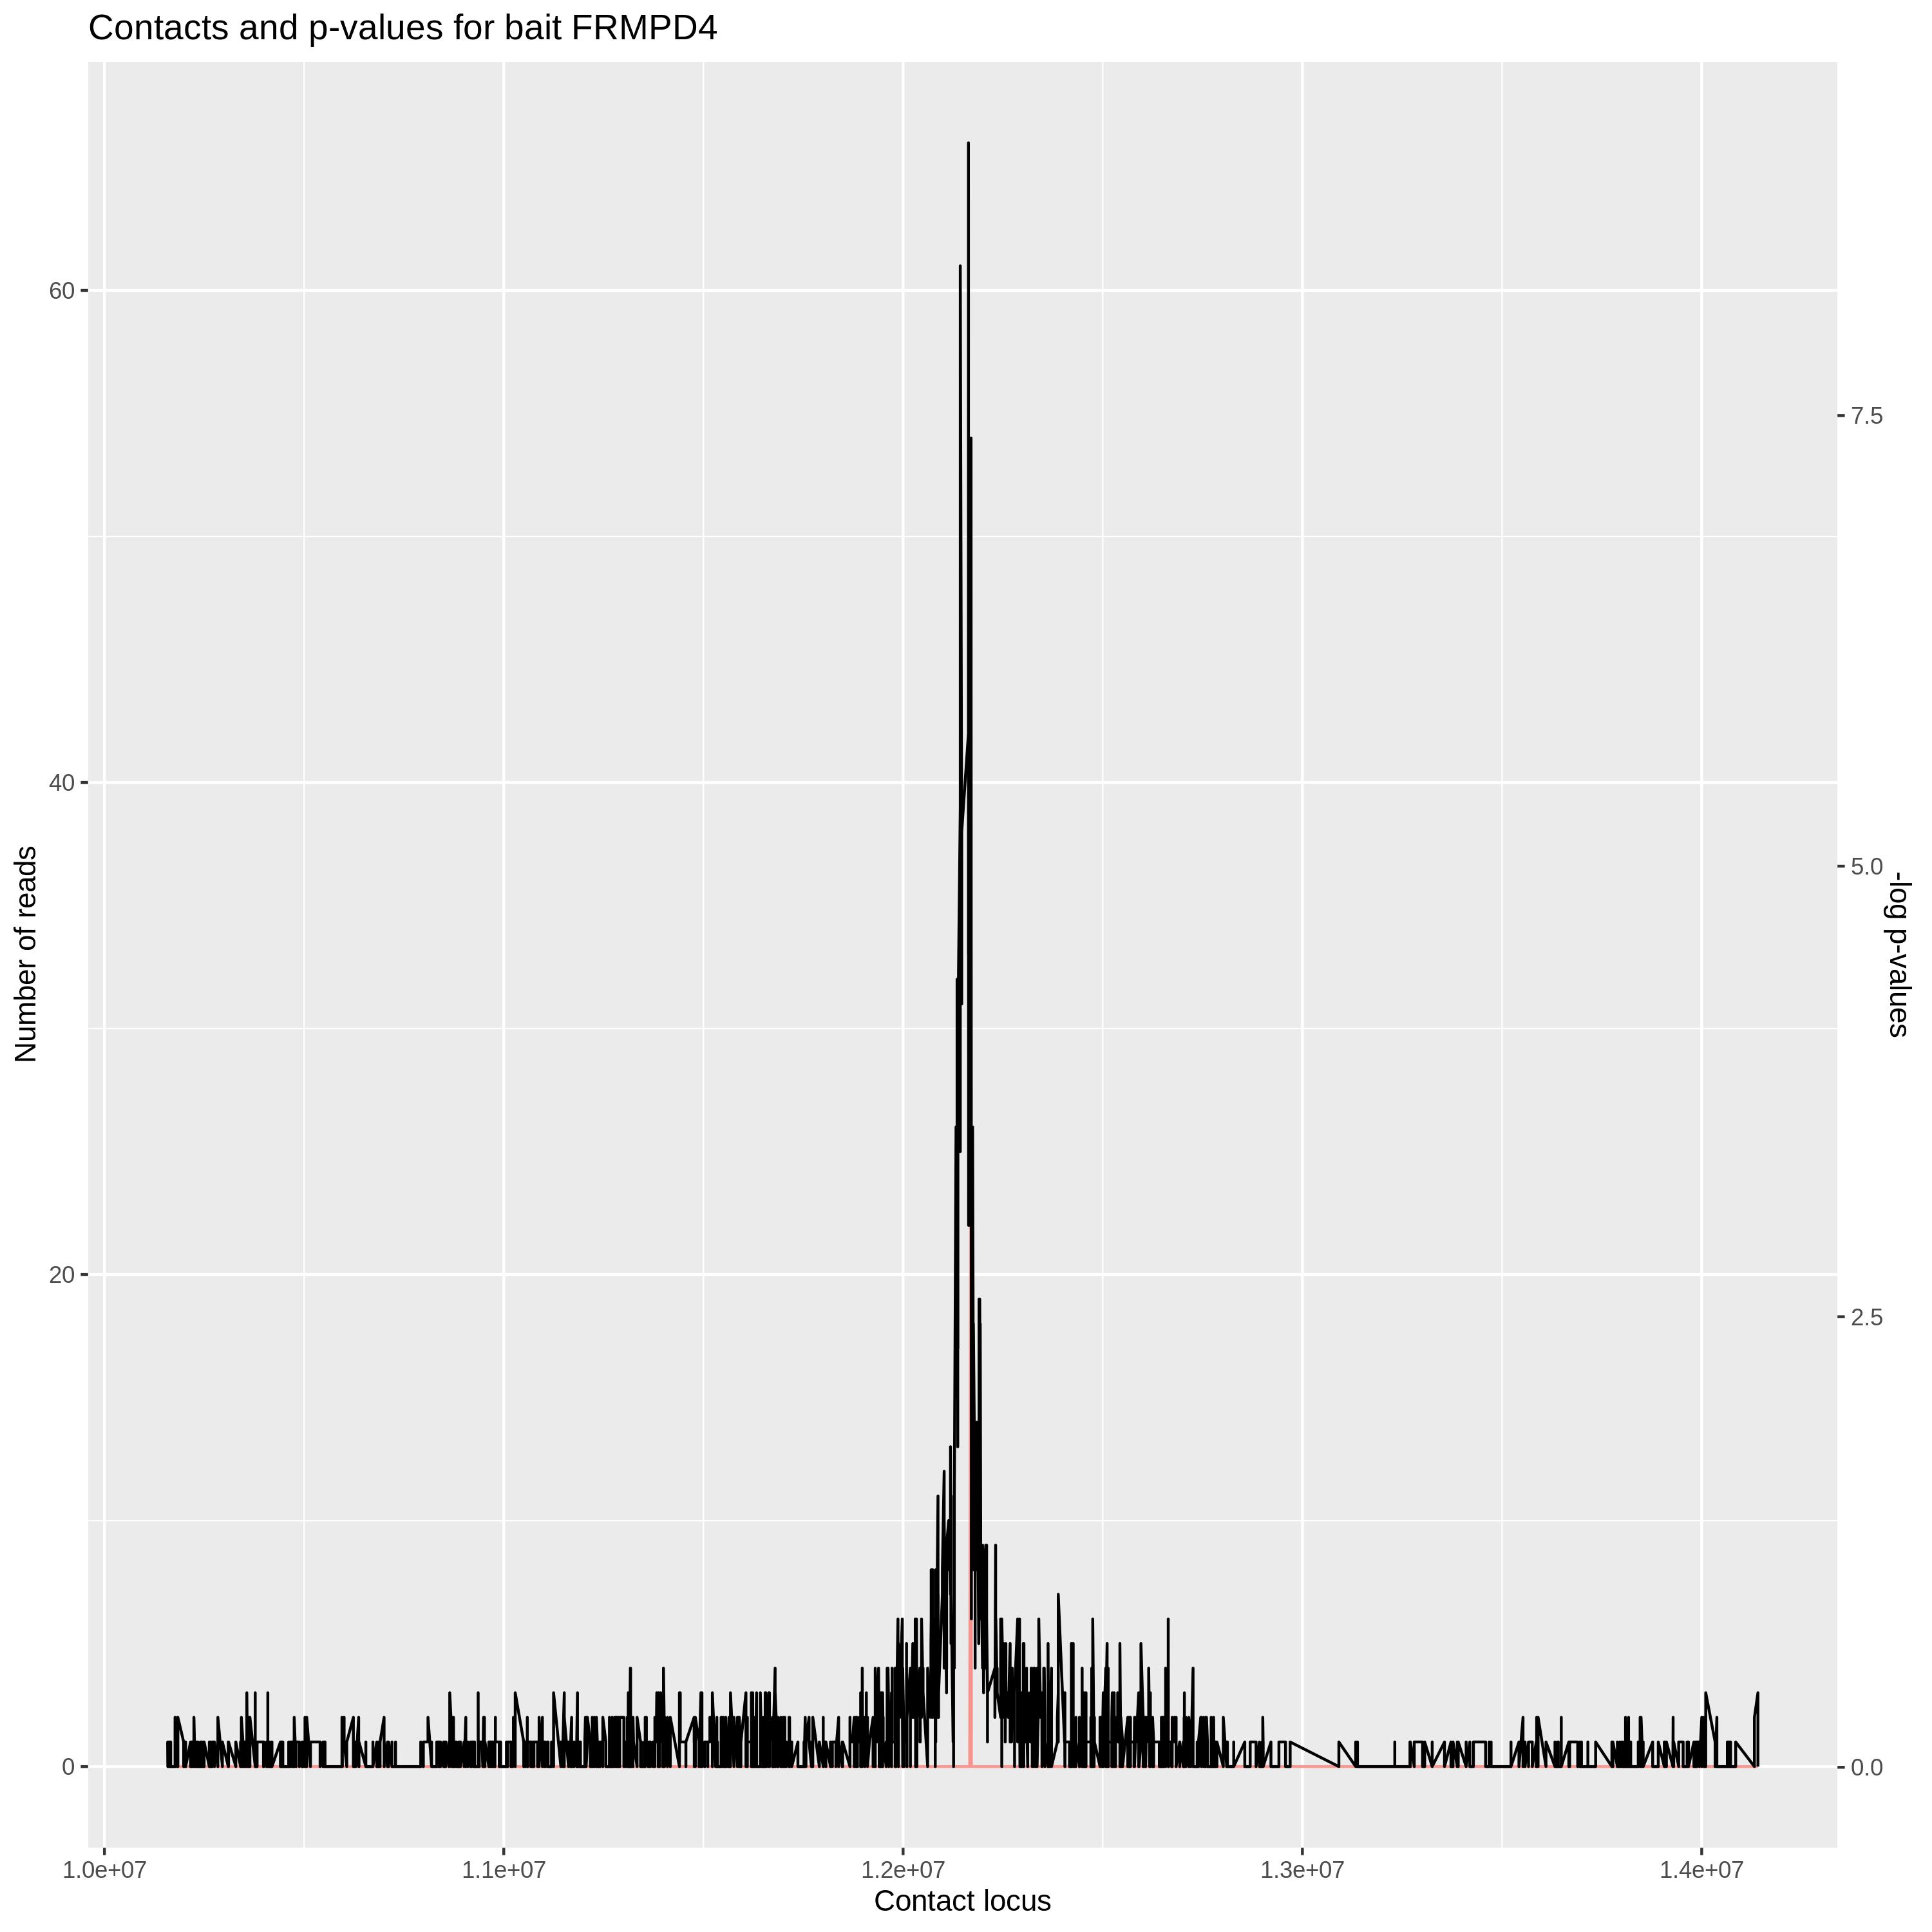 Contacts and p-values for bait FRMPD4
Number of reads
60
40
20
0
7.5
5.0
2.5
0.0
-log p-values
1.0e+07 1.1e+07 1.2e+07 1.3e+07 1.4e+07
Contact locus